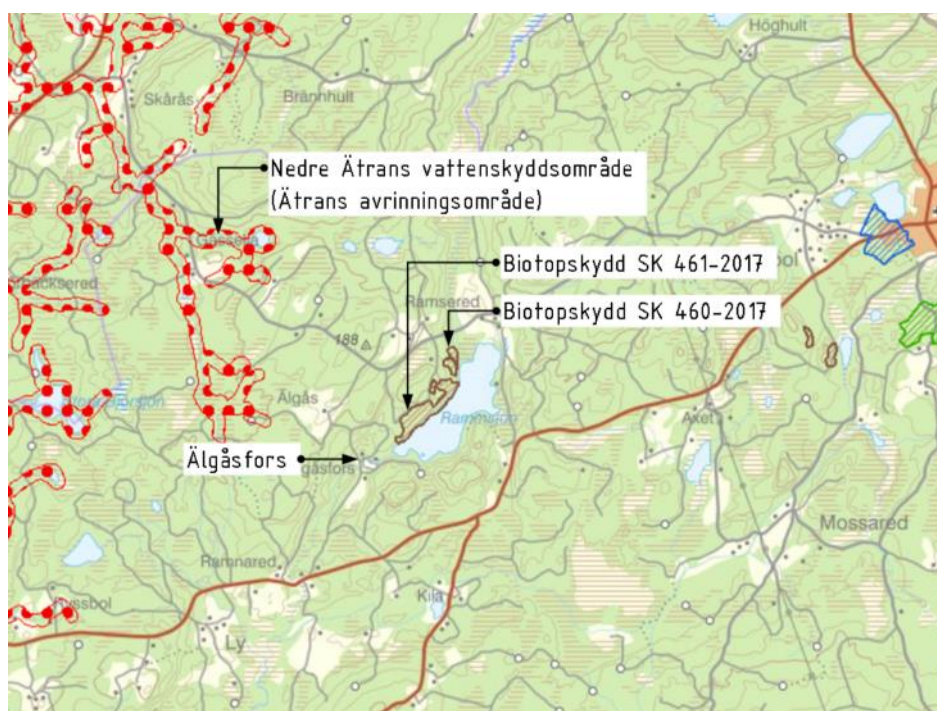 Höghult
Skårås
Brännhult
Nedre Ätrans vattenskyddsområde
(Ätrans avrinningsområde)
Biotopskydd SK 461-2017
Ramsered
Biotopskydd SK 460-2017
188
Älgås
Rammsjön
Axet
Älgåsfors
Mossared
Ramnared
Kila
Ly